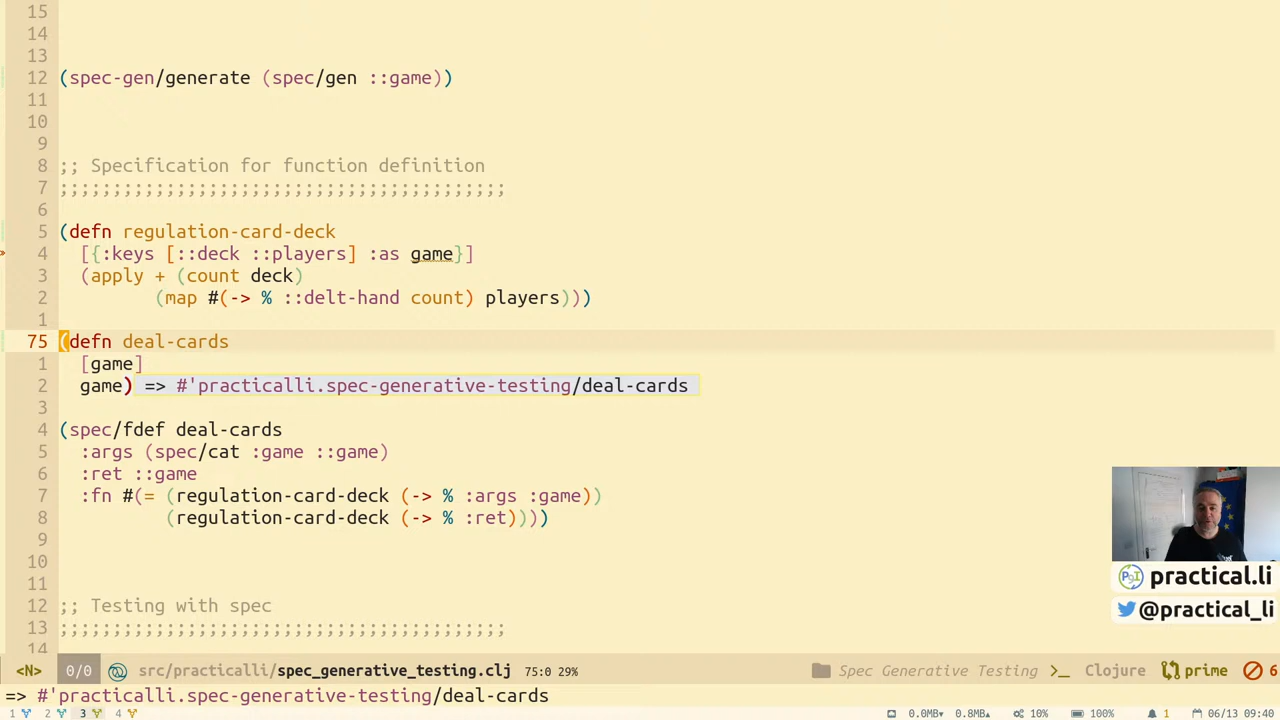 15
14
13
12 (spec-gen/generate (spec/gen ::game))
11
10
9
8 ;; Specification for function definition
7 ;;;;;;;;;;;;;;;;;;;;;;;;;;;;;;;;;;;;;;;;;;
6
5 (defn regulation-card-deck
4 [{:keys [::deck ::players] :as game}]
3 (apply + (count deck)
2 (map #(-> % ::delt-hand count) players)))
1
75 (defn deal-cards
1 [game]
2 game) => #'practicalli.spec-generative-testing/deal-cards
3
4 (spec/fdef deal-cards
5 :args (spec/cat :game ::game)
6 :ret ::game
7 :fn #(= (regulation-card-deck (-> % :args :game))
8 (regulation-card-deck (-> % :ret))))
9
10
11
12 ;; Testing with spec
13 ;;;;;;;;;;;;;;;;;;;;;;;;;;;;;;;;;;;;;;;;;;
14
practical.li
@practical_li
<N> 0/0 src/practicalli/spec_generative_testing.clj 75:0 29% Spec Generative Testing Clojure prime 6
=> #'practicalli.spec-generative-testing/deal-cards
1 2 3 4 0.0MB 0.8MB 10% 100% 1 06/13 09:40